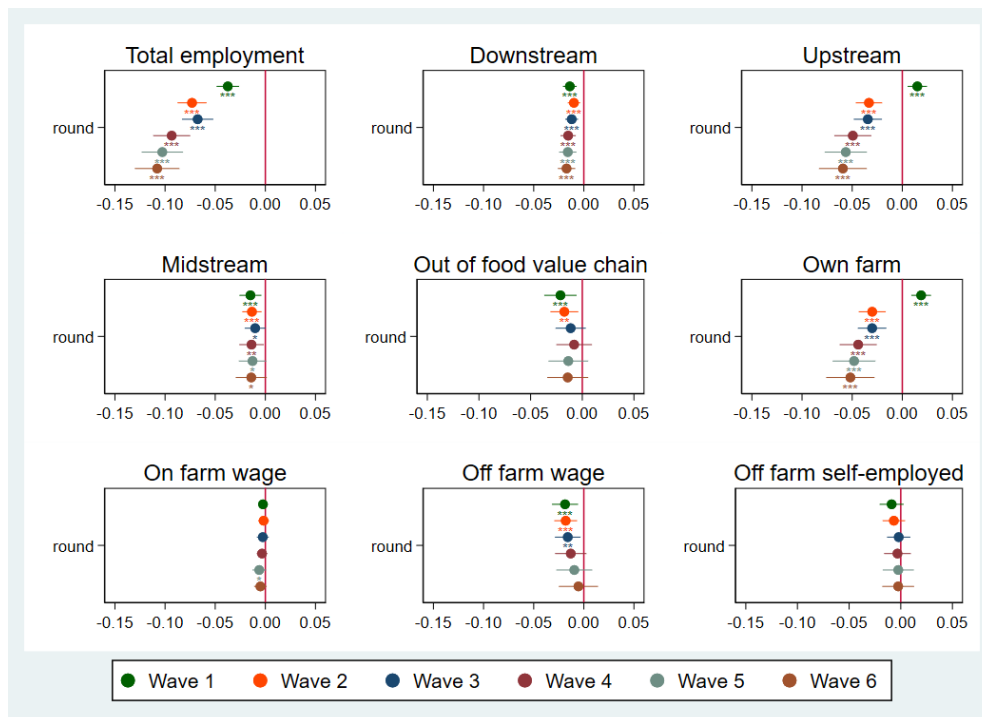 Total employment Downstream Upstream
***
***
***
***
***
***
round
-0.15 -0.10 -0.05 0.00 0.05
***
***
***
***
***
***
round
-0.15 -0.10 -0.05 0.00 0.05
***
***
***
***
***
***
round
-0.15 -0.10 -0.05 0.00 0.05
Midstream Out of food value chain Own farm
***
***
*
**
*
*
round
-0.15 -0.10 -0.05 0.00 0.05
***
**
round
-0.15 -0.10 -0.05 0.00 0.05
***
***
***
***
***
***
round
-0.15 -0.10 -0.05 0.00 0.05
On farm wage Off farm wage Off farm self-employed
*
round
-0.15 -0.10 -0.05 0.00 0.05
***
***
**
round
-0.15 -0.10 -0.05 0.00 0.05
round
-0.15 -0.10 -0.05 0.00 0.05
Wave 1 Wave 2 Wave 3 Wave 4 Wave 5 Wave 6